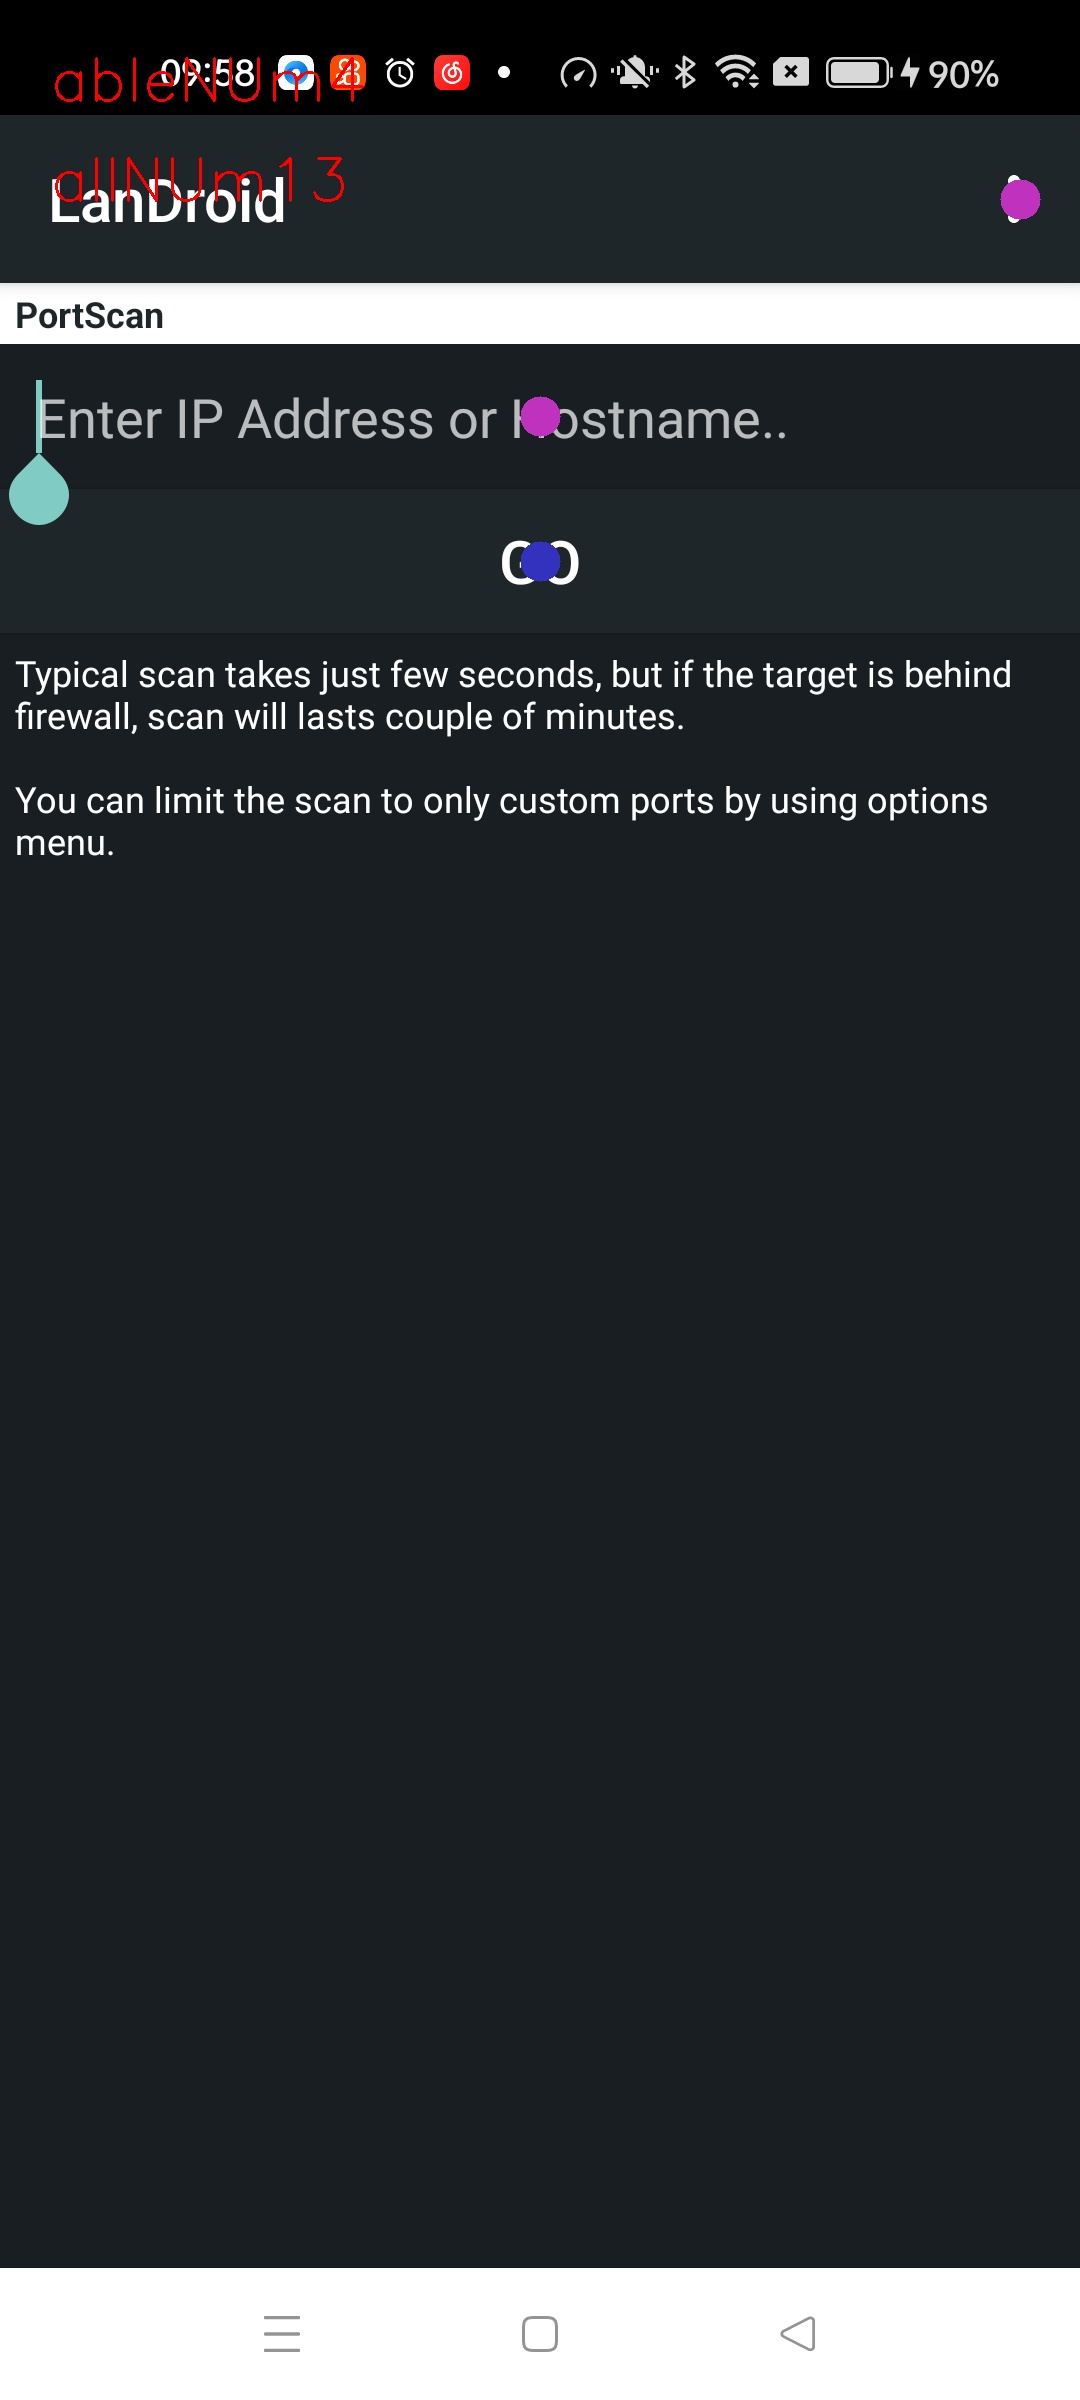 ableNUm4
09:58
90%
allNUm13
LanDroid
PortScan
Enter IP Address or Hostname..
GO
Typical scan takes just few seconds, but if the target is behind
firewall, scan will lasts couple of minutes.
You can limit the scan to only custom ports by using options
menu.